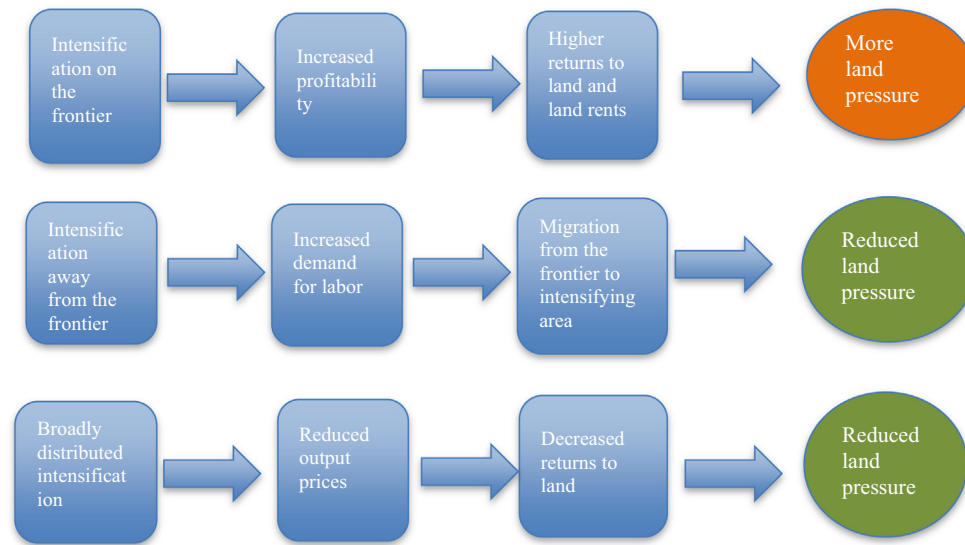 Intensific
ation on
the
frontier
Increased
profitabili
ty
Higher
returns to
land and
land rents
More
land
pressure
Intensific
ation
away
from the
frontier
Increased
demand
for labor
Migration
from the
frontier to
intensifying
area
Reduced
land
pressure
Broadly
distributed
intensificat
ion
Reduced
output
prices
Decreased
returns to
land
Reduced
land
pressure